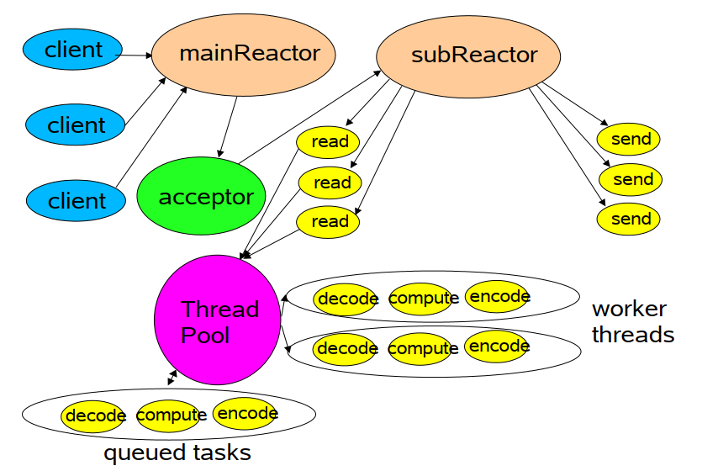 client
mainReactor
subReactor
client
client
acceptor
read
read
read
send
send
send
Thread
Pool
decode
compute
encode
decode
compute
encode
worker
threads
decode
compute
encode
queued tasks